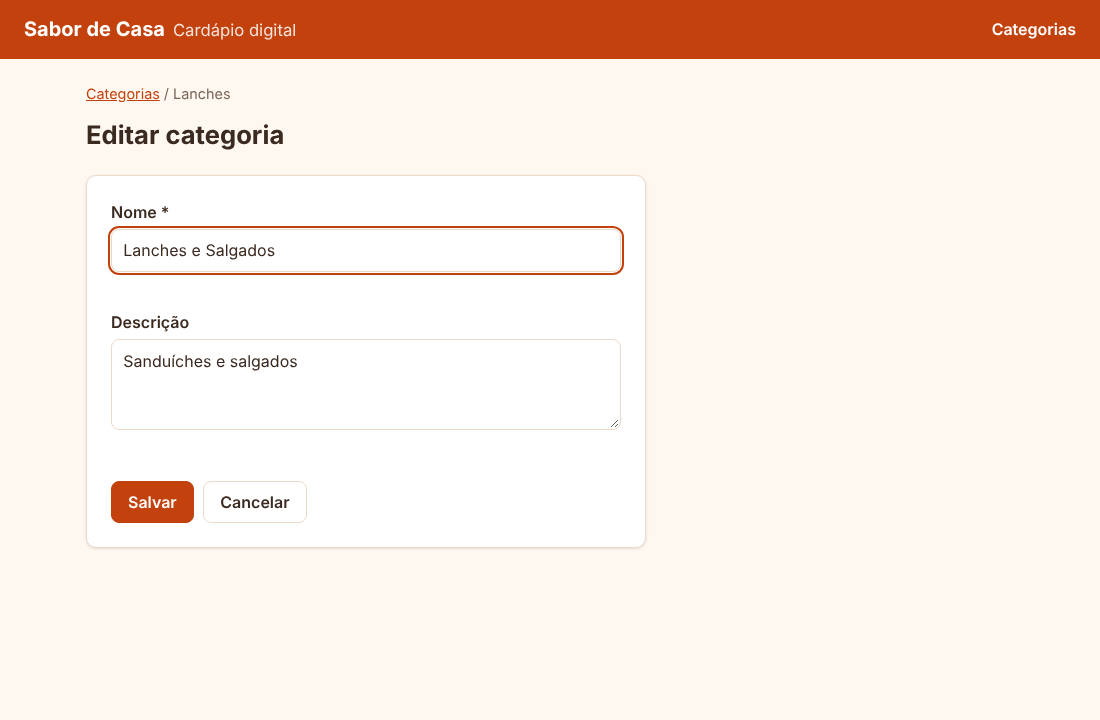 Sabor de Casa Cardápio digital
Categorias
Categorias / Lanches
Editar categoria
Nome *
Lanches e Salgados
Descrição
Sanduíches e salgados
Salvar
Cancelar